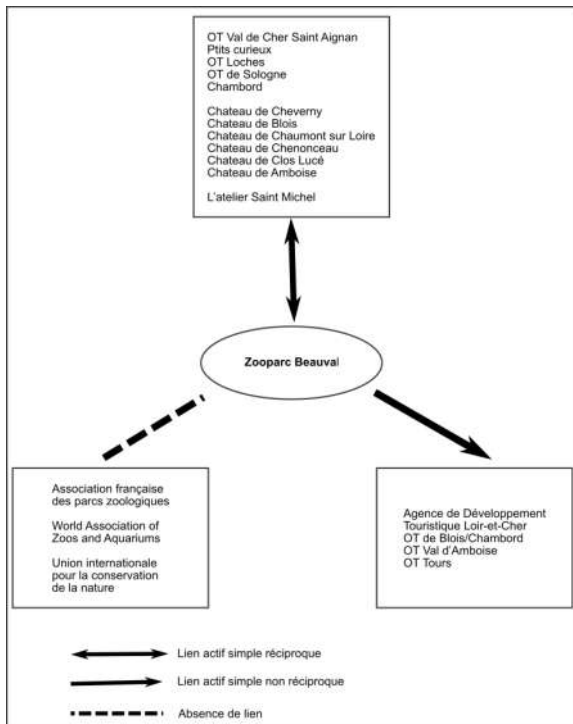 OT Val de Cher Saint Aignan
Ptits curieux
OT Loches
OT de Sologne
Chambord
Chateau de Cheverny
Chateau de Blois
Chateau de Chaumont sur Loire
Chateau de Chenonceau
Chateau de Clos Lucé
Chateau de Amboise
L'atelier Saint Michel
Zooparc Beauval
Association française
des parcs zoologiques
World Association of
Zoos and Aquariums
Union internationale
pour la conservation
de la nature
Agence de Développement
Touristique Loir-et-Cher
OT de Blois/Chambord
OT Val d'Amboise
OT Tours
Lien actif simple réciproque
Lien actif simple non réciproque
Absence de lien